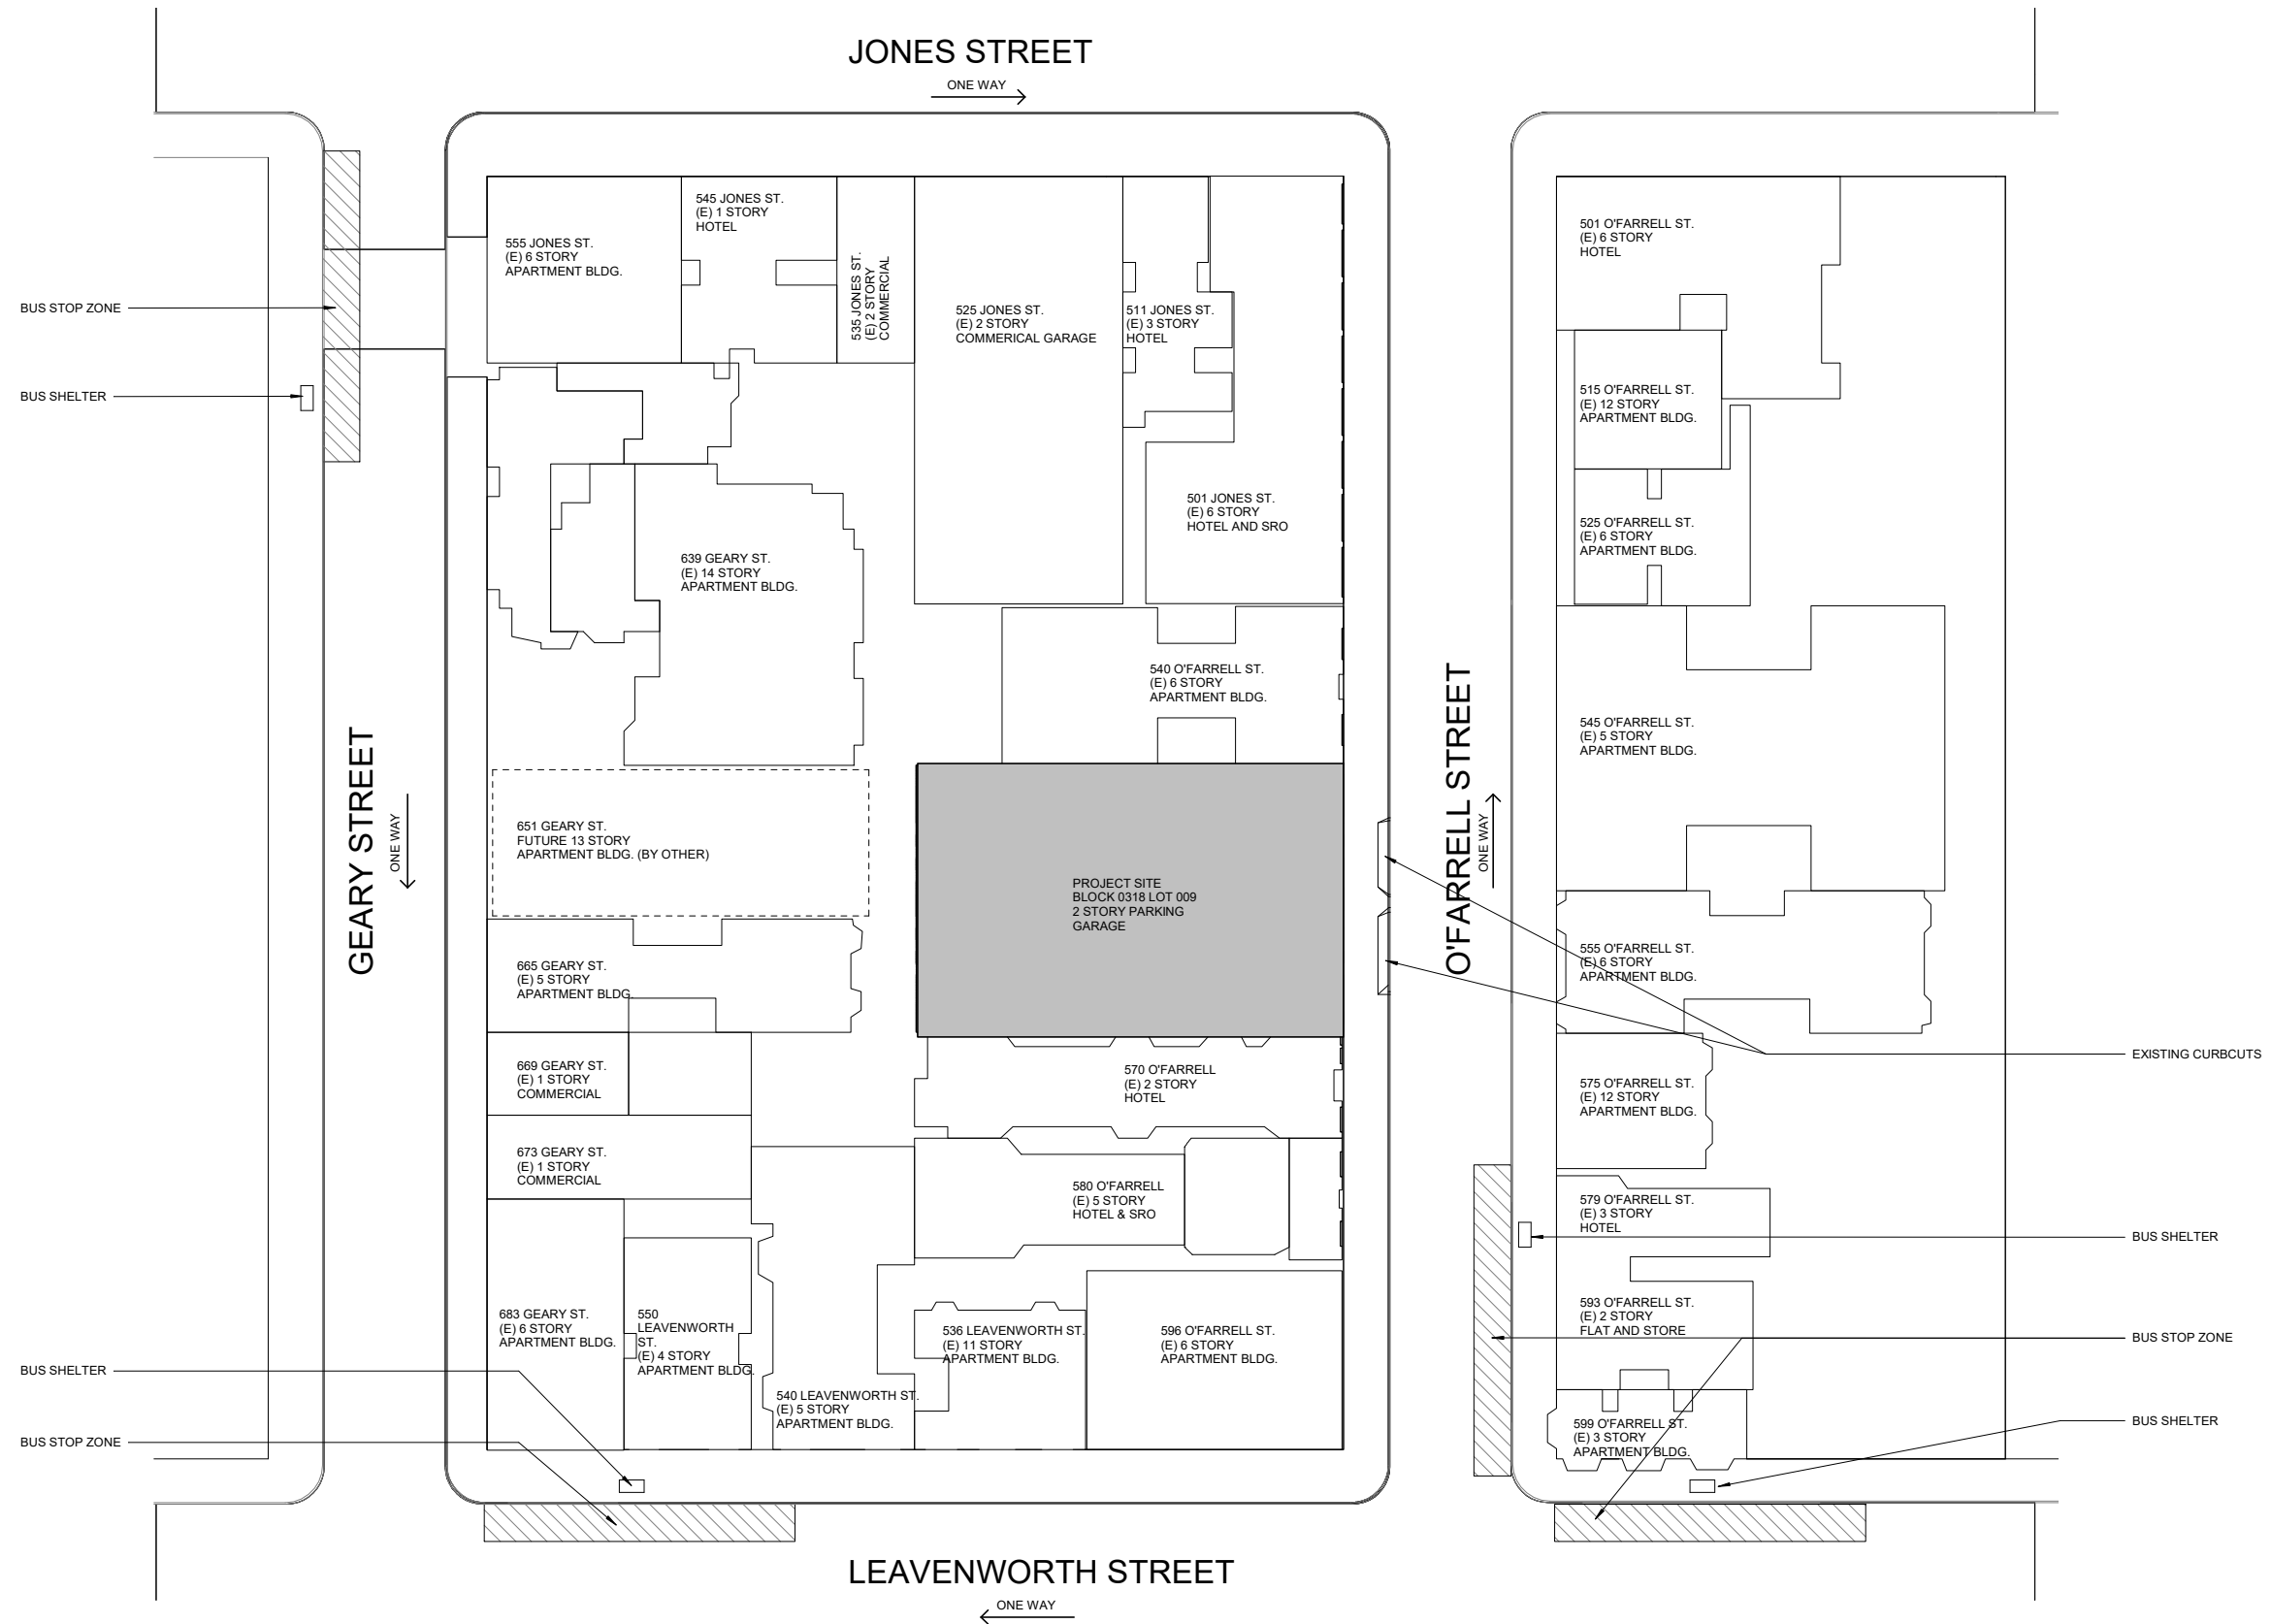 JONES STREET
ONE WAY
555 JONES ST.
(E) 6 STORY
APARTMENT BLDG.
545 JONES ST.
(E) 1 STORY
HOTEL
535 JONES ST.
(E) 2 STORY
COMMERCIAL
525 JONES ST.
(E) 2 STORY
COMMERICAL GARAGE
511 JONES ST.
(E) 3 STORY
HOTEL
501 O'FARRELL ST.
(E) 6 STORY
HOTEL
BUS STOP ZONE
BUS SHELTER
515 O'FARRELL ST.
(E) 12 STORY
APARTMENT BLDG.
501 JONES ST.
(E) 6 STORY
HOTEL AND SRO
525 O'FARRELL ST.
(E) 6 STORY
APARTMENT BLDG.
639 GEARY ST.
(E) 14 STORY
APARTMENT BLDG.
540 O'FARRELL ST.
(E) 6 STORY
APARTMENT BLDG.
545 O'FARRELL ST.
(E) 5 STORY
APARTMENT BLDG.
GEARY STREET
ONE WAY
651 GEARY ST.
FUTURE 13 STORY
APARTMENT BLDG. (BY OTHER)
PROJECT SITE
BLOCK 0318 LOT 009
2 STORY PARKING
GARAGE
O'FARRELL STREET
ONE WAY
555 O'FARRELL ST.
(E) 6 STORY
APARTMENT BLDG.
665 GEARY ST.
(E) 5 STORY
APARTMENT BLDG.
EXISTING CURBCUTS
669 GEARY ST.
(E) 1 STORY
COMMERCIAL
570 O'FARRELL
(E) 2 STORY
HOTEL
575 O'FARRELL ST.
(E) 12 STORY
APARTMENT BLDG.
673 GEARY ST.
(E) 1 STORY
COMMERCIAL
580 O'FARRELL
(E) 5 STORY
HOTEL & SRO
579 O'FARRELL ST.
(E) 3 STORY
HOTEL
BUS SHELTER
683 GEARY ST.
(E) 6 STORY
APARTMENT BLDG.
550
LEAVENWORTH
ST.
(E) 4 STORY
APARTMENT BLDG.
540 LEAVENWORTH ST.
(E) 5 STORY
APARTMENT BLDG.
536 LEAVENWORTH ST.
(E) 11 STORY
APARTMENT BLDG.
596 O'FARRELL ST.
(E) 6 STORY
APARTMENT BLDG.
593 O'FARRELL ST.
(E) 2 STORY
FLAT AND STORE
BUS STOP ZONE
BUS SHELTER
599 O'FARRELL ST.
(E) 3 STORY
APARTMENT BLDG.
BUS SHELTER
BUS STOP ZONE
LEAVENWORTH STREET
ONE WAY